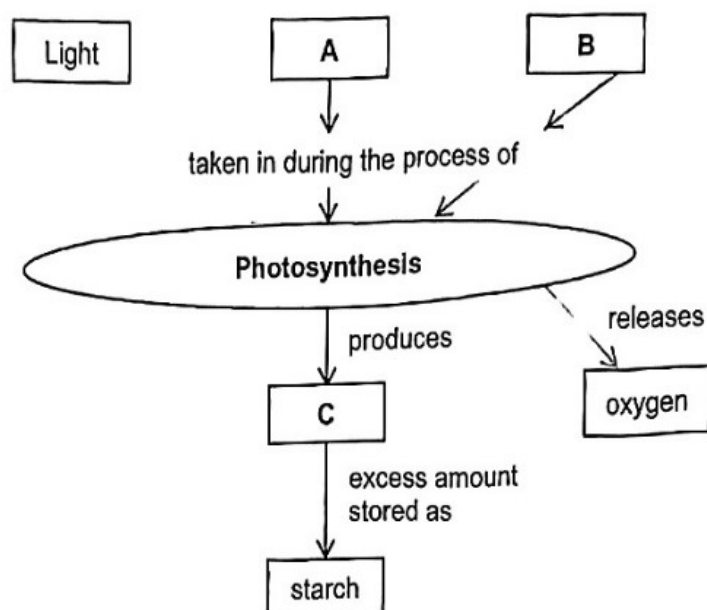 Light
A
B
taken in during the process of
Photosynthesis
produces
releases
C
oxygen
excess amount
stored as
starch